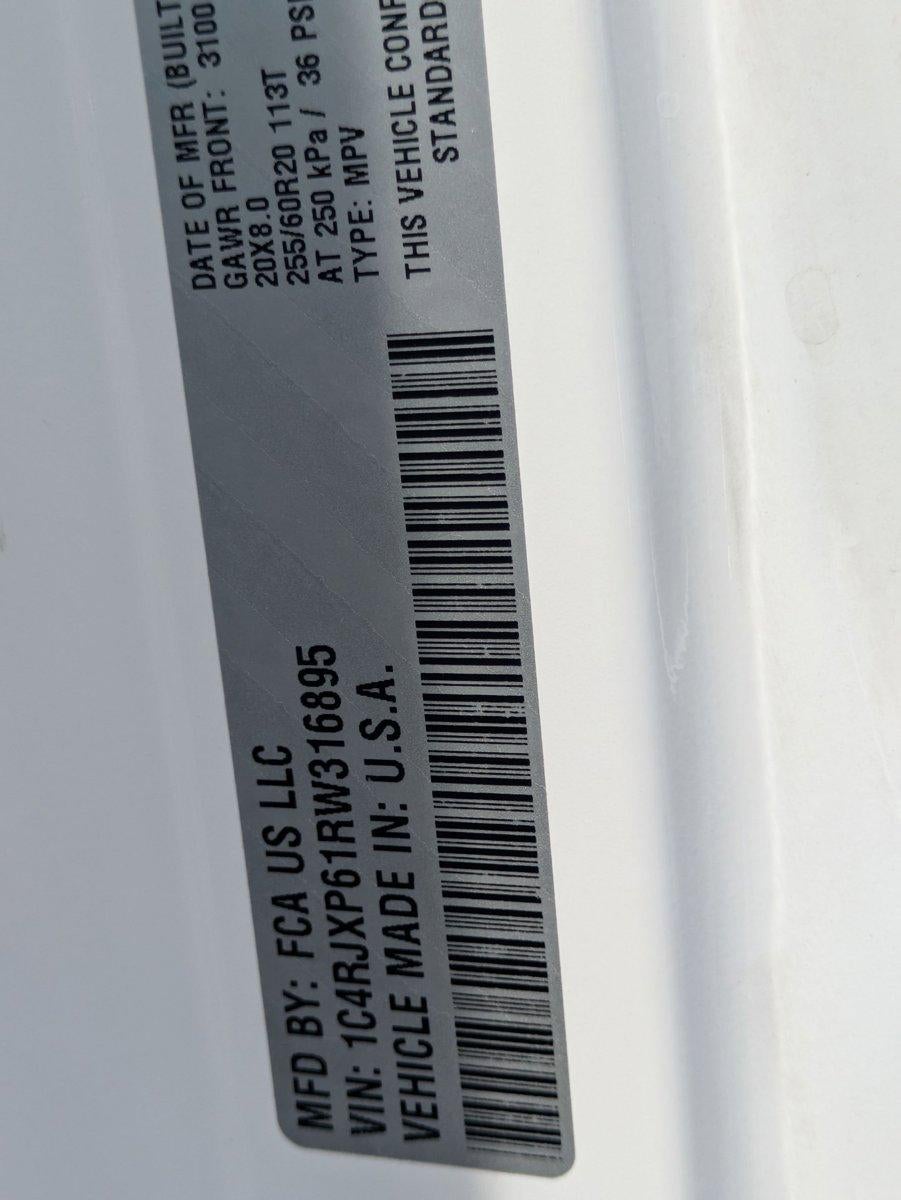 MFD BY: FCA US LLC
VIN: 1C4RJXP61RW316895
VEHICLE MADE IN: U.S.A.
DATE OF MFR (BUILT
GAWR FRONT: 3100
20X8.0
255/60R20 113T
AT 250 kPa / 36 PSI
TYPE: MPV
THIS VEHICLE CONF
STANDARD